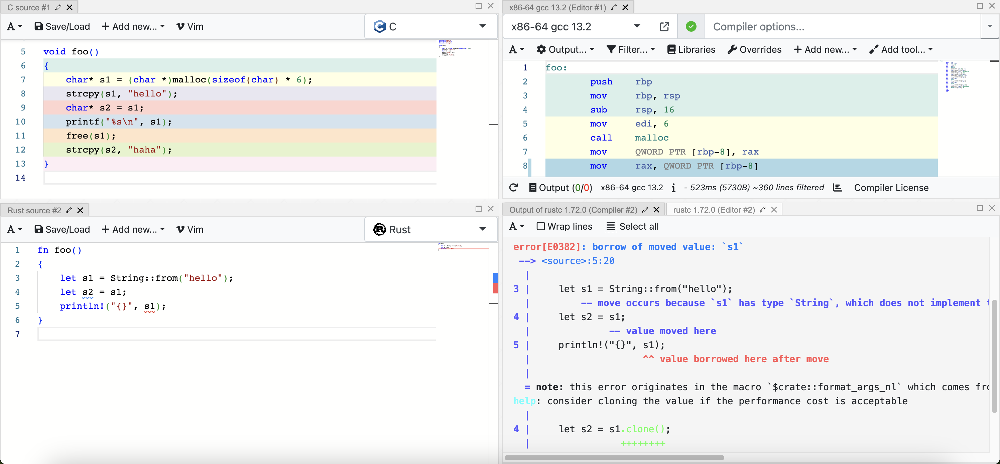 C source #1
A Save/Load + Add new... Vim
C
5 void foo()
6 {
7 char* s1 = (char *)malloc(sizeof(char) * 6);
8 strcpy(s1, "hello");
9 char* s2 = s1;
10 printf("%s\n", s1);
11 free(s1);
12 strcpy(s2, "haha");
13 }
14
x86-64 gcc 13.2 (Editor #1)
x86-64 gcc 13.2
Compiler options...
A Output... Filter... Libraries Overrides + Add new... Add tool...
1 foo:
2 push rbp
3 mov rbp, rsp
4 sub rsp, 16
5 mov edi, 6
6 call malloc
7 mov QWORD PTR [rbp-8], rax
8 mov rax, QWORD PTR [rbp-8]
Output (0/0) x86-64 gcc 13.2 i - 523ms (5730B) ~360 lines filtered Compiler License
Rust source #2
A Save/Load + Add new... Vim
Rust
1 fn foo()
2 {
3 let s1 = String::from("hello");
4 let s2 = s1;
5 println!("{}", s1);
6 }
7
Output of rustc 1.72.0 (Compiler #2)
rustc 1.72.0 (Editor #2)
A Wrap lines Select all
error[E0382]: borrow of moved value: `s1`
--> <source>:5:20
|
3 | let s1 = String::from("hello");
| -- move occurs because `s1` has type `String`, which does not implement
4 | let s2 = s1;
| -- value moved here
5 | println!("{}", s1);
| ^^ value borrowed here after move
|
= note: this error originates in the macro `$crate::format_args_nl` which comes
help: consider cloning the value if the performance cost is acceptable
|
4 | let s2 = s1.clone();
| ++++++++